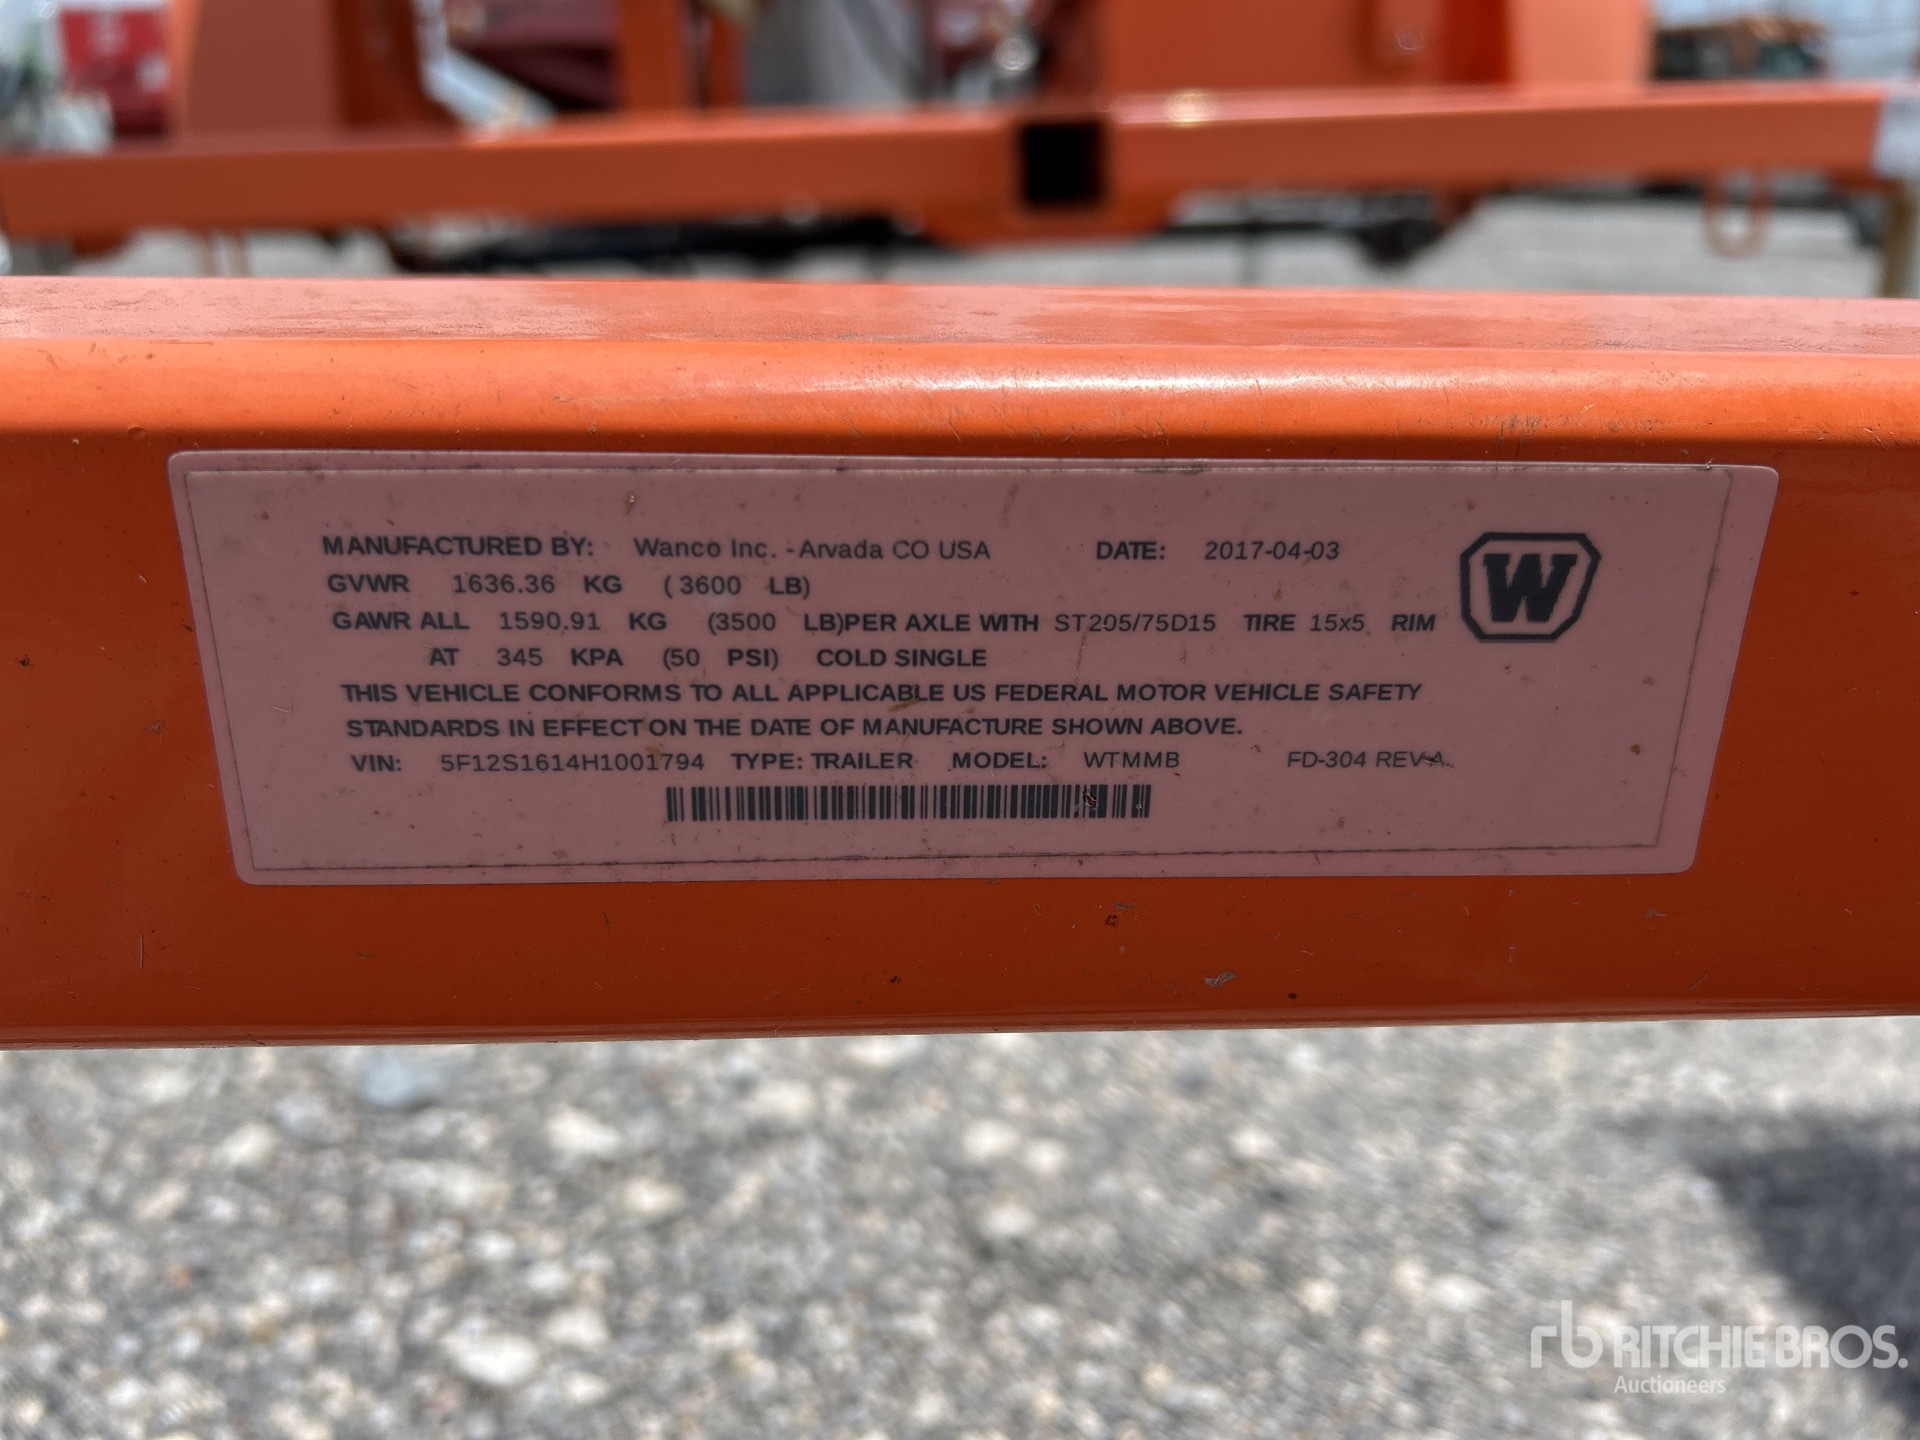 MANUFACTURED BY: Wanco Inc. - Arvada CO USA DATE: 2017-04-03
GVWR 1636.36 KG (3600 LB)
GAWR ALL 1590.91 KG (3500 LB)PER AXLE WITH ST205/75D15 TIRE 15x5 RIM
AT 345 KPA (50 PSI) COLD SINGLE
THIS VEHICLE CONFORMS TO ALL APPLICABLE US FEDERAL MOTOR VEHICLE SAFETY
STANDARDS IN EFFECT ON THE DATE OF MANUFACTURE SHOWN ABOVE.
VIN: 5F12S1614H1001794 TYPE: TRAILER MODEL: WTMMB FD-304 REV A.
W
rb RITCHIE BROS.
Auctioneers